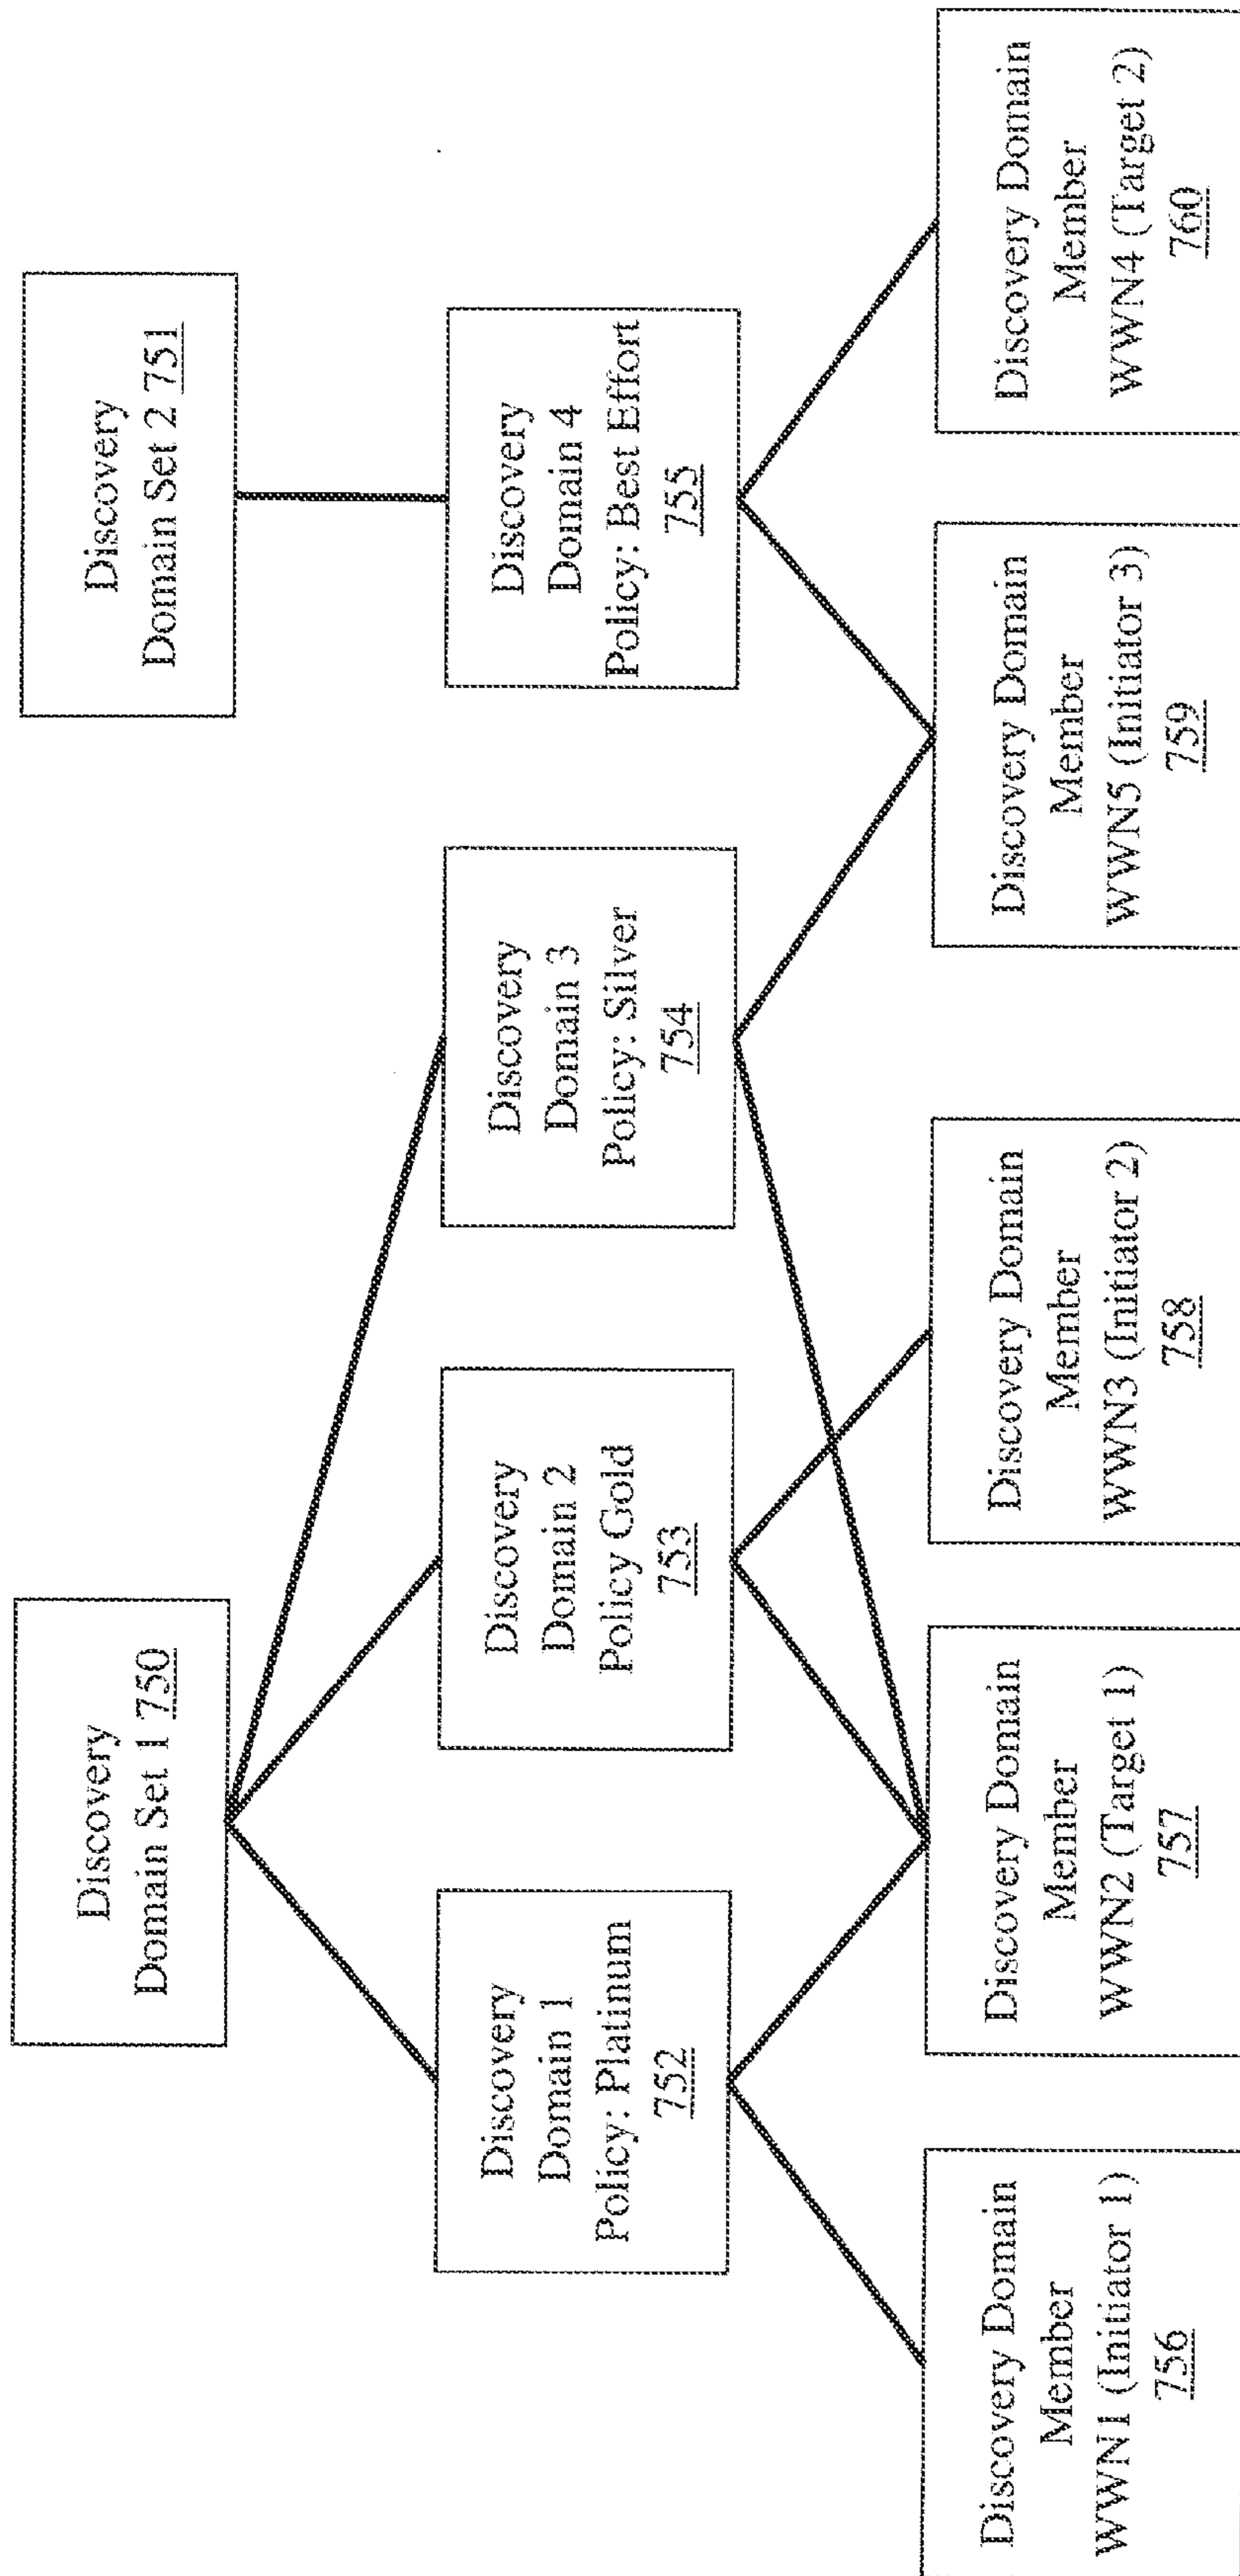 Discovery
Domain Set 1 750
Discovery
Domain Set 2 751
Discovery
Domain 1
Policy: Platinum
752
Discovery
Domain 2
Policy Gold
753
Discovery
Domain 3
Policy: Silver
754
Discovery
Domain 4
Policy: Best Effort
755
Discovery Domain
Member
WWN1 (Initiator 1)
756
Discovery Domain
Member
WWN2 (Target 1)
757
Discovery Domain
Member
WWN3 (Initiator 2)
758
Discovery Domain
Member
WWN5 (Initiator 3)
759
Discovery Domain
Member
WWN4 (Target 2)
760